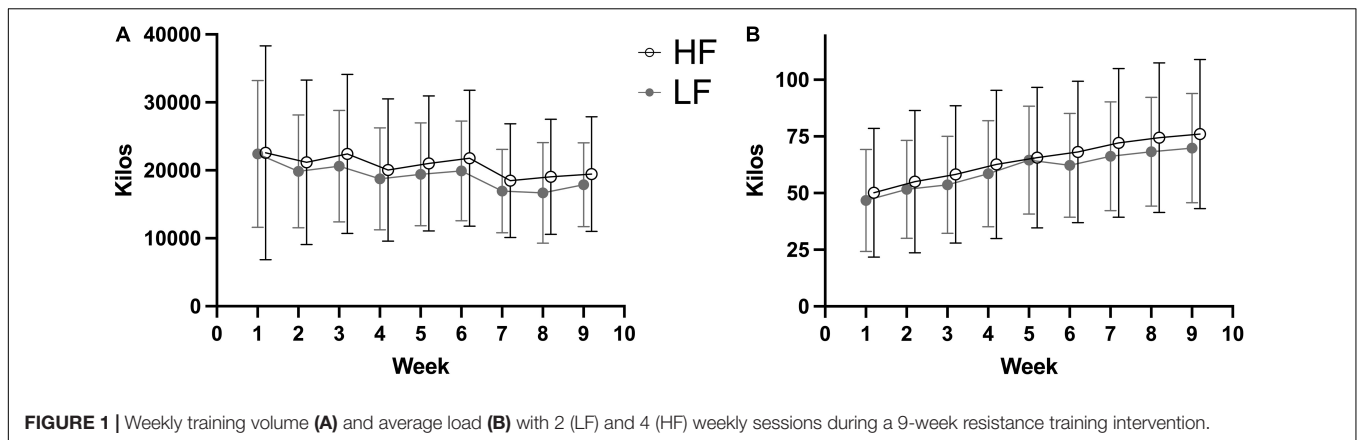 A
40000
30000
20000
10000
0
Kilos
0 1 2 3 4 5 6 7 8 9 10
Week
HF
LF
B
100
75
50
25
0
Kilos
0 1 2 3 4 5 6 7 8 9 10
Week
FIGURE 1 | Weekly training volume (A) and average load (B) with 2 (LF) and 4 (HF) weekly sessions during a 9-week resistance training intervention.